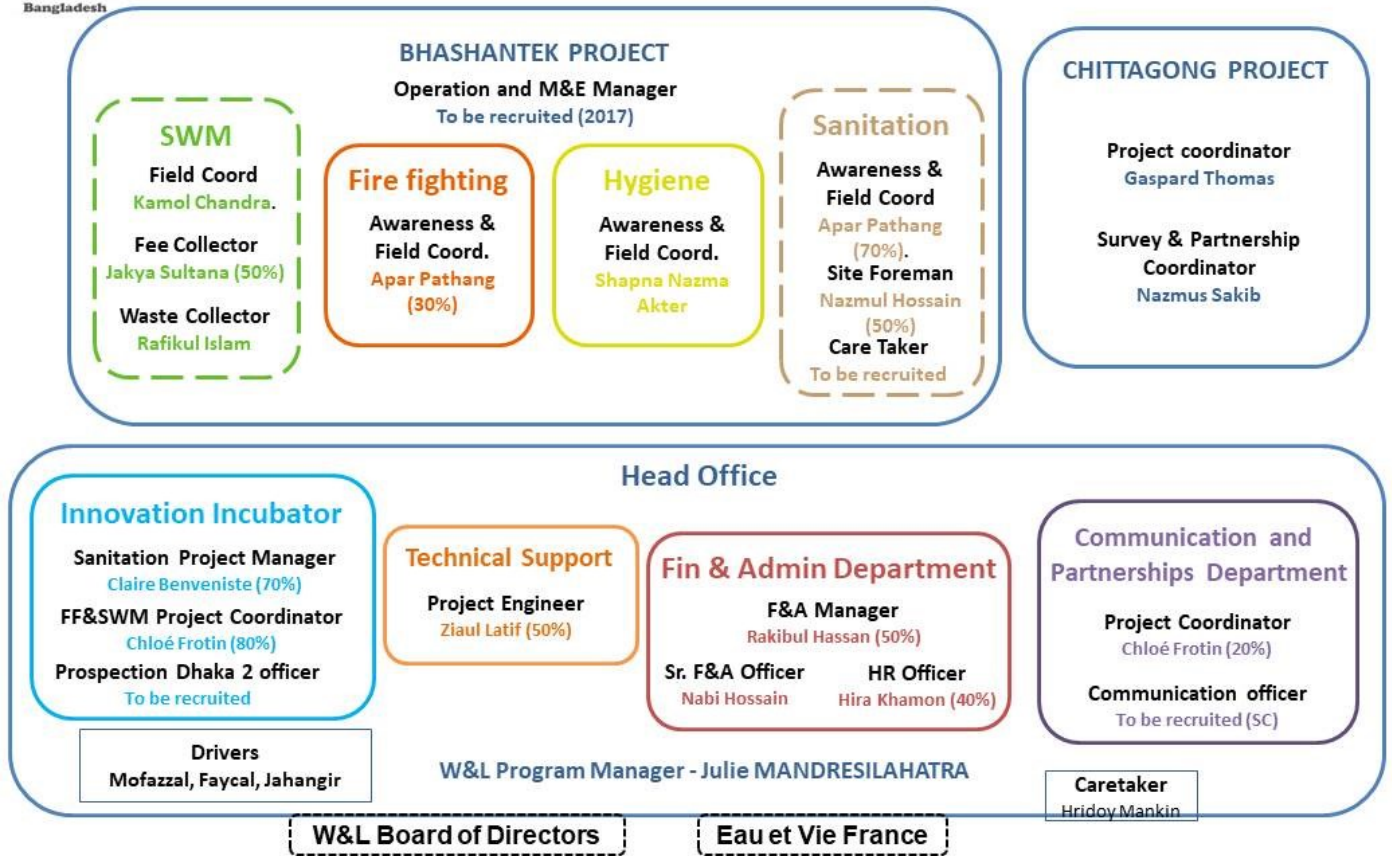 Bangladesh
BHASHANTEK PROJECT
Operation and M&E Manager
To be recruited (2017)
SWM
Field Coord
Kamol Chandra.
Fee Collector
Jakya Sultana (50%)
Waste Collector
Rafikul Islam
Fire fighting
Awareness &
Field Coord.
Apar Pathang
(30%)
Hygiene
Awareness &
Field Coord.
Shapna Nazma
Akter
Sanitation
Awareness &
Field Coord
Apar Pathang
(70%).
Site Foreman
Nazmul Hossain
(50%)
Care Taker
To be recruited
CHITTAGONG PROJECT
Project coordinator
Gaspard Thomas
Survey & Partnership
Coordinator
Nazmus Sakib
Head Office
Innovation Incubator
Sanitation Project Manager
Claire Benveniste (70%)
FF&SWM Project Coordinator
Chloé Frotin (80%)
Prospection Dhaka 2 officer
To be recruited
Technical Support
Project Engineer
Ziaul Latif (50%)
Fin & Admin Department
F&A Manager
Rakibul Hassan (50%)
Sr. F&A Officer
Nabi Hossain
HR Officer
Hira Khamon (40%)
Communication and
Partnerships Department
Project Coordinator
Chloé Frotin (20%)
Communication officer
To be recruited (SC)
Drivers
Mofazzal, Faycal, Jahangir
W&L Program Manager - Julie MANDRESILAHATRA
Caretaker
Hridoy Mankin
W&L Board of Directors
Eau et Vie France